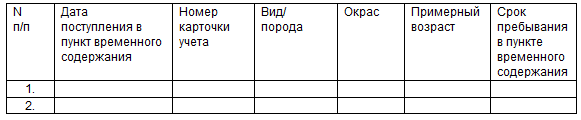 N п/п
Дата поступления в пункт временного содержания
Номер карточки учета
Вид/ порода
Окрас
Примерный возраст
Срок пребывания в пункте временного содержания
1.
2.